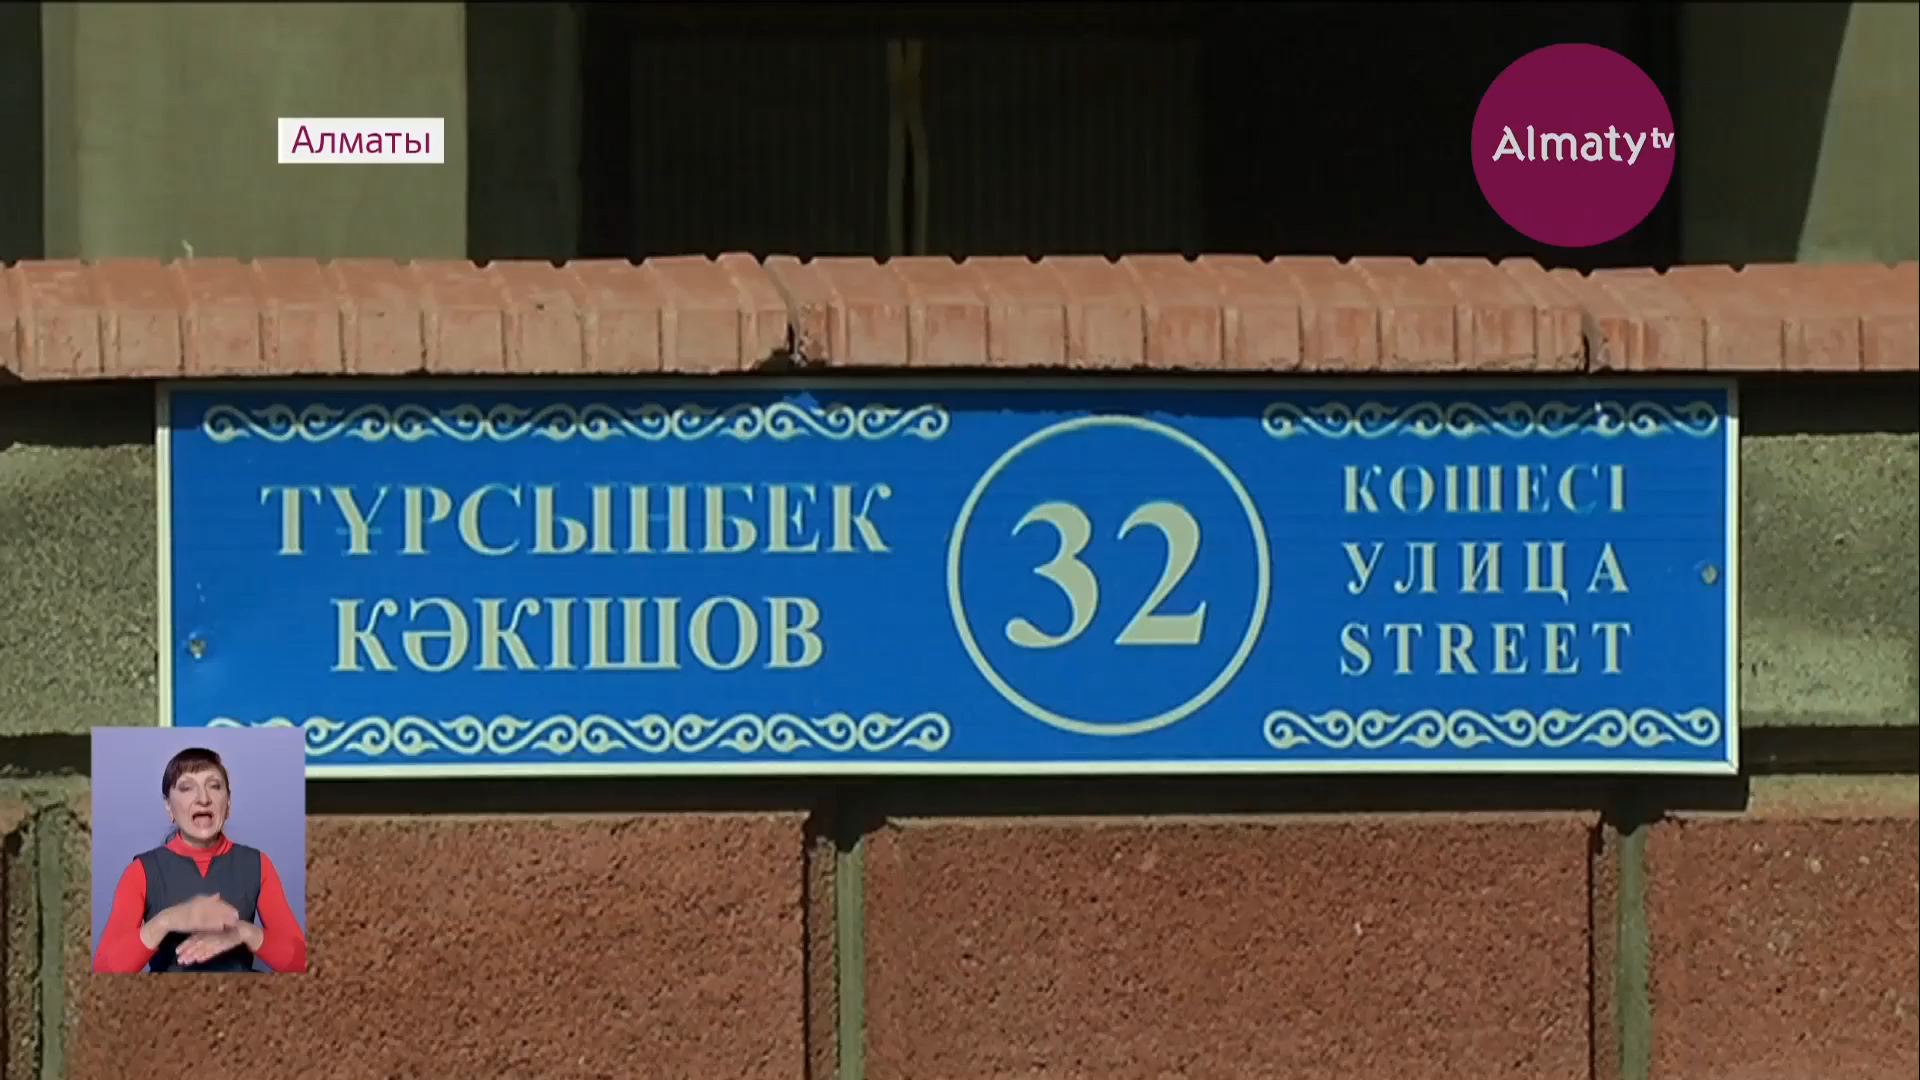 Алматы
Almaty tv
ТҰРСЫНБЕК
КӘКІШОВ
32
КӨШЕСІ
УЛИЦА
STREET